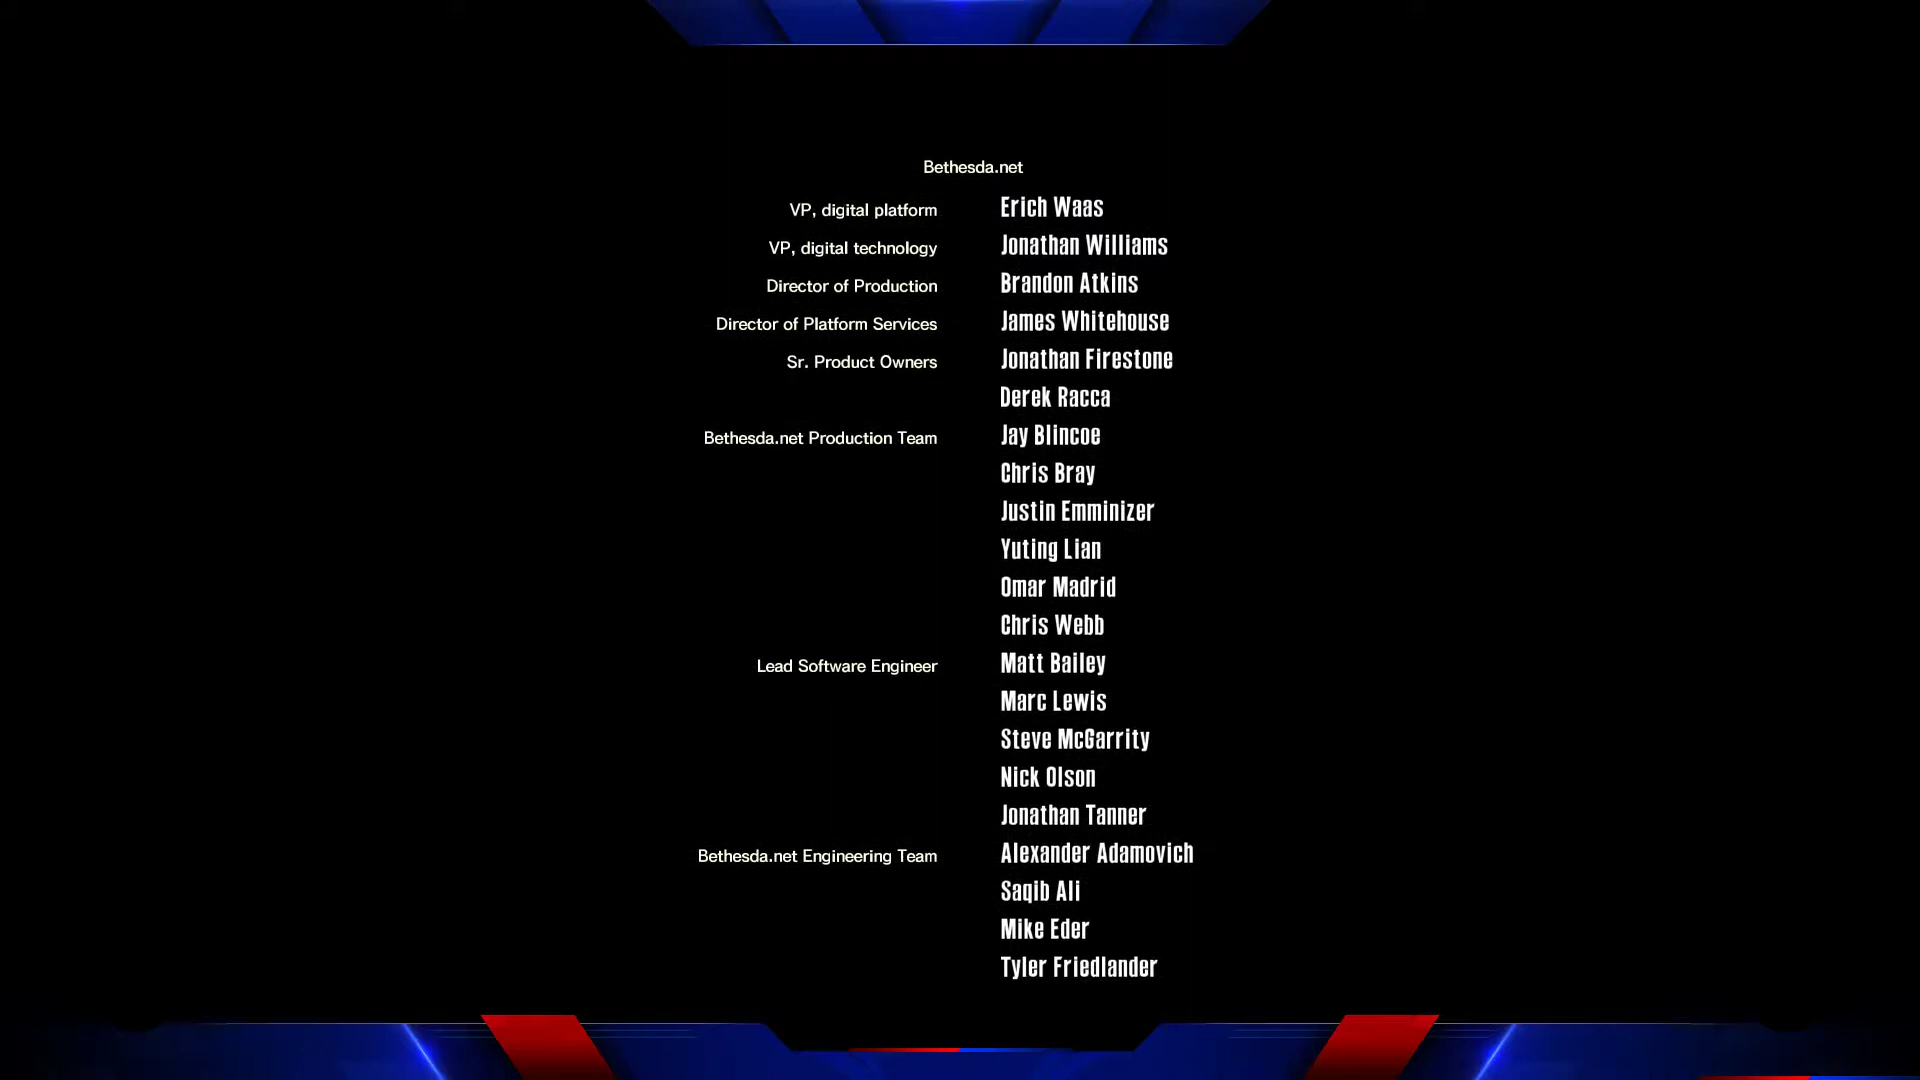 Bethesda.net
VP, digital platform Erich Waas
VP, digital technology Jonathan Williams
Director of Production Brandon Atkins
Director of Platform Services James Whitehouse
Sr. Product Owners Jonathan Firestone
Derek Racca
Bethesda.net Production Team Jay Blincoe
Chris Bray
Justin Emminizer
Yuting Lian
Omar Madrid
Chris Webb
Lead Software Engineer Matt Bailey
Marc Lewis
Steve McGarrity
Nick Olson
Jonathan Tanner
Bethesda.net Engineering Team Alexander Adamovich
Saqib Ali
Mike Eder
Tyler Friedlander